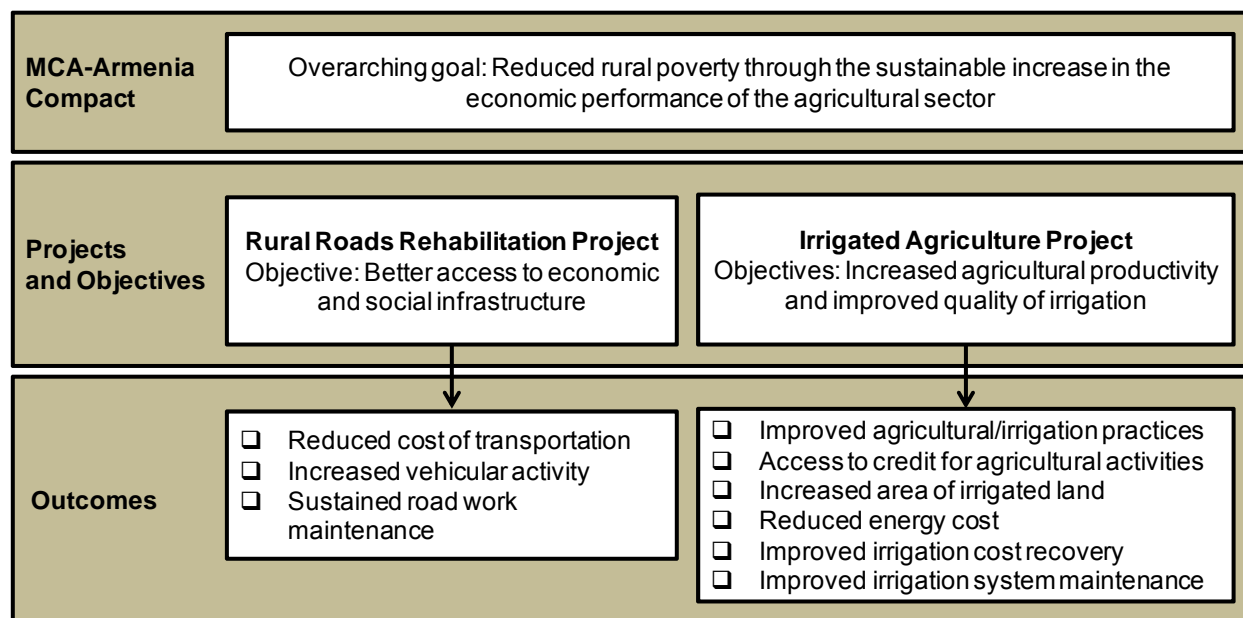 MCA-Armenia
Compact
Overarching goal: Reduced rural poverty through the sustainable increase in the
economic performance of the agricultural sector
Projects
and Objectives
Rural Roads Rehabilitation Project
Objective: Better access to economic
and social infrastructure
Irrigated Agriculture Project
Objectives: Increased agricultural productivity
and improved quality of irrigation
Outcomes
❑ Reduced cost of transportation
❑ Increased vehicular activity
❑ Sustained road work
maintenance
❑ Improved agricultural/irrigation practices
❑ Access to credit for agricultural activities
❑ Increased area of irrigated land
❑ Reduced energy cost
❑ Improved irrigation cost recovery
❑ Improved irrigation system maintenance